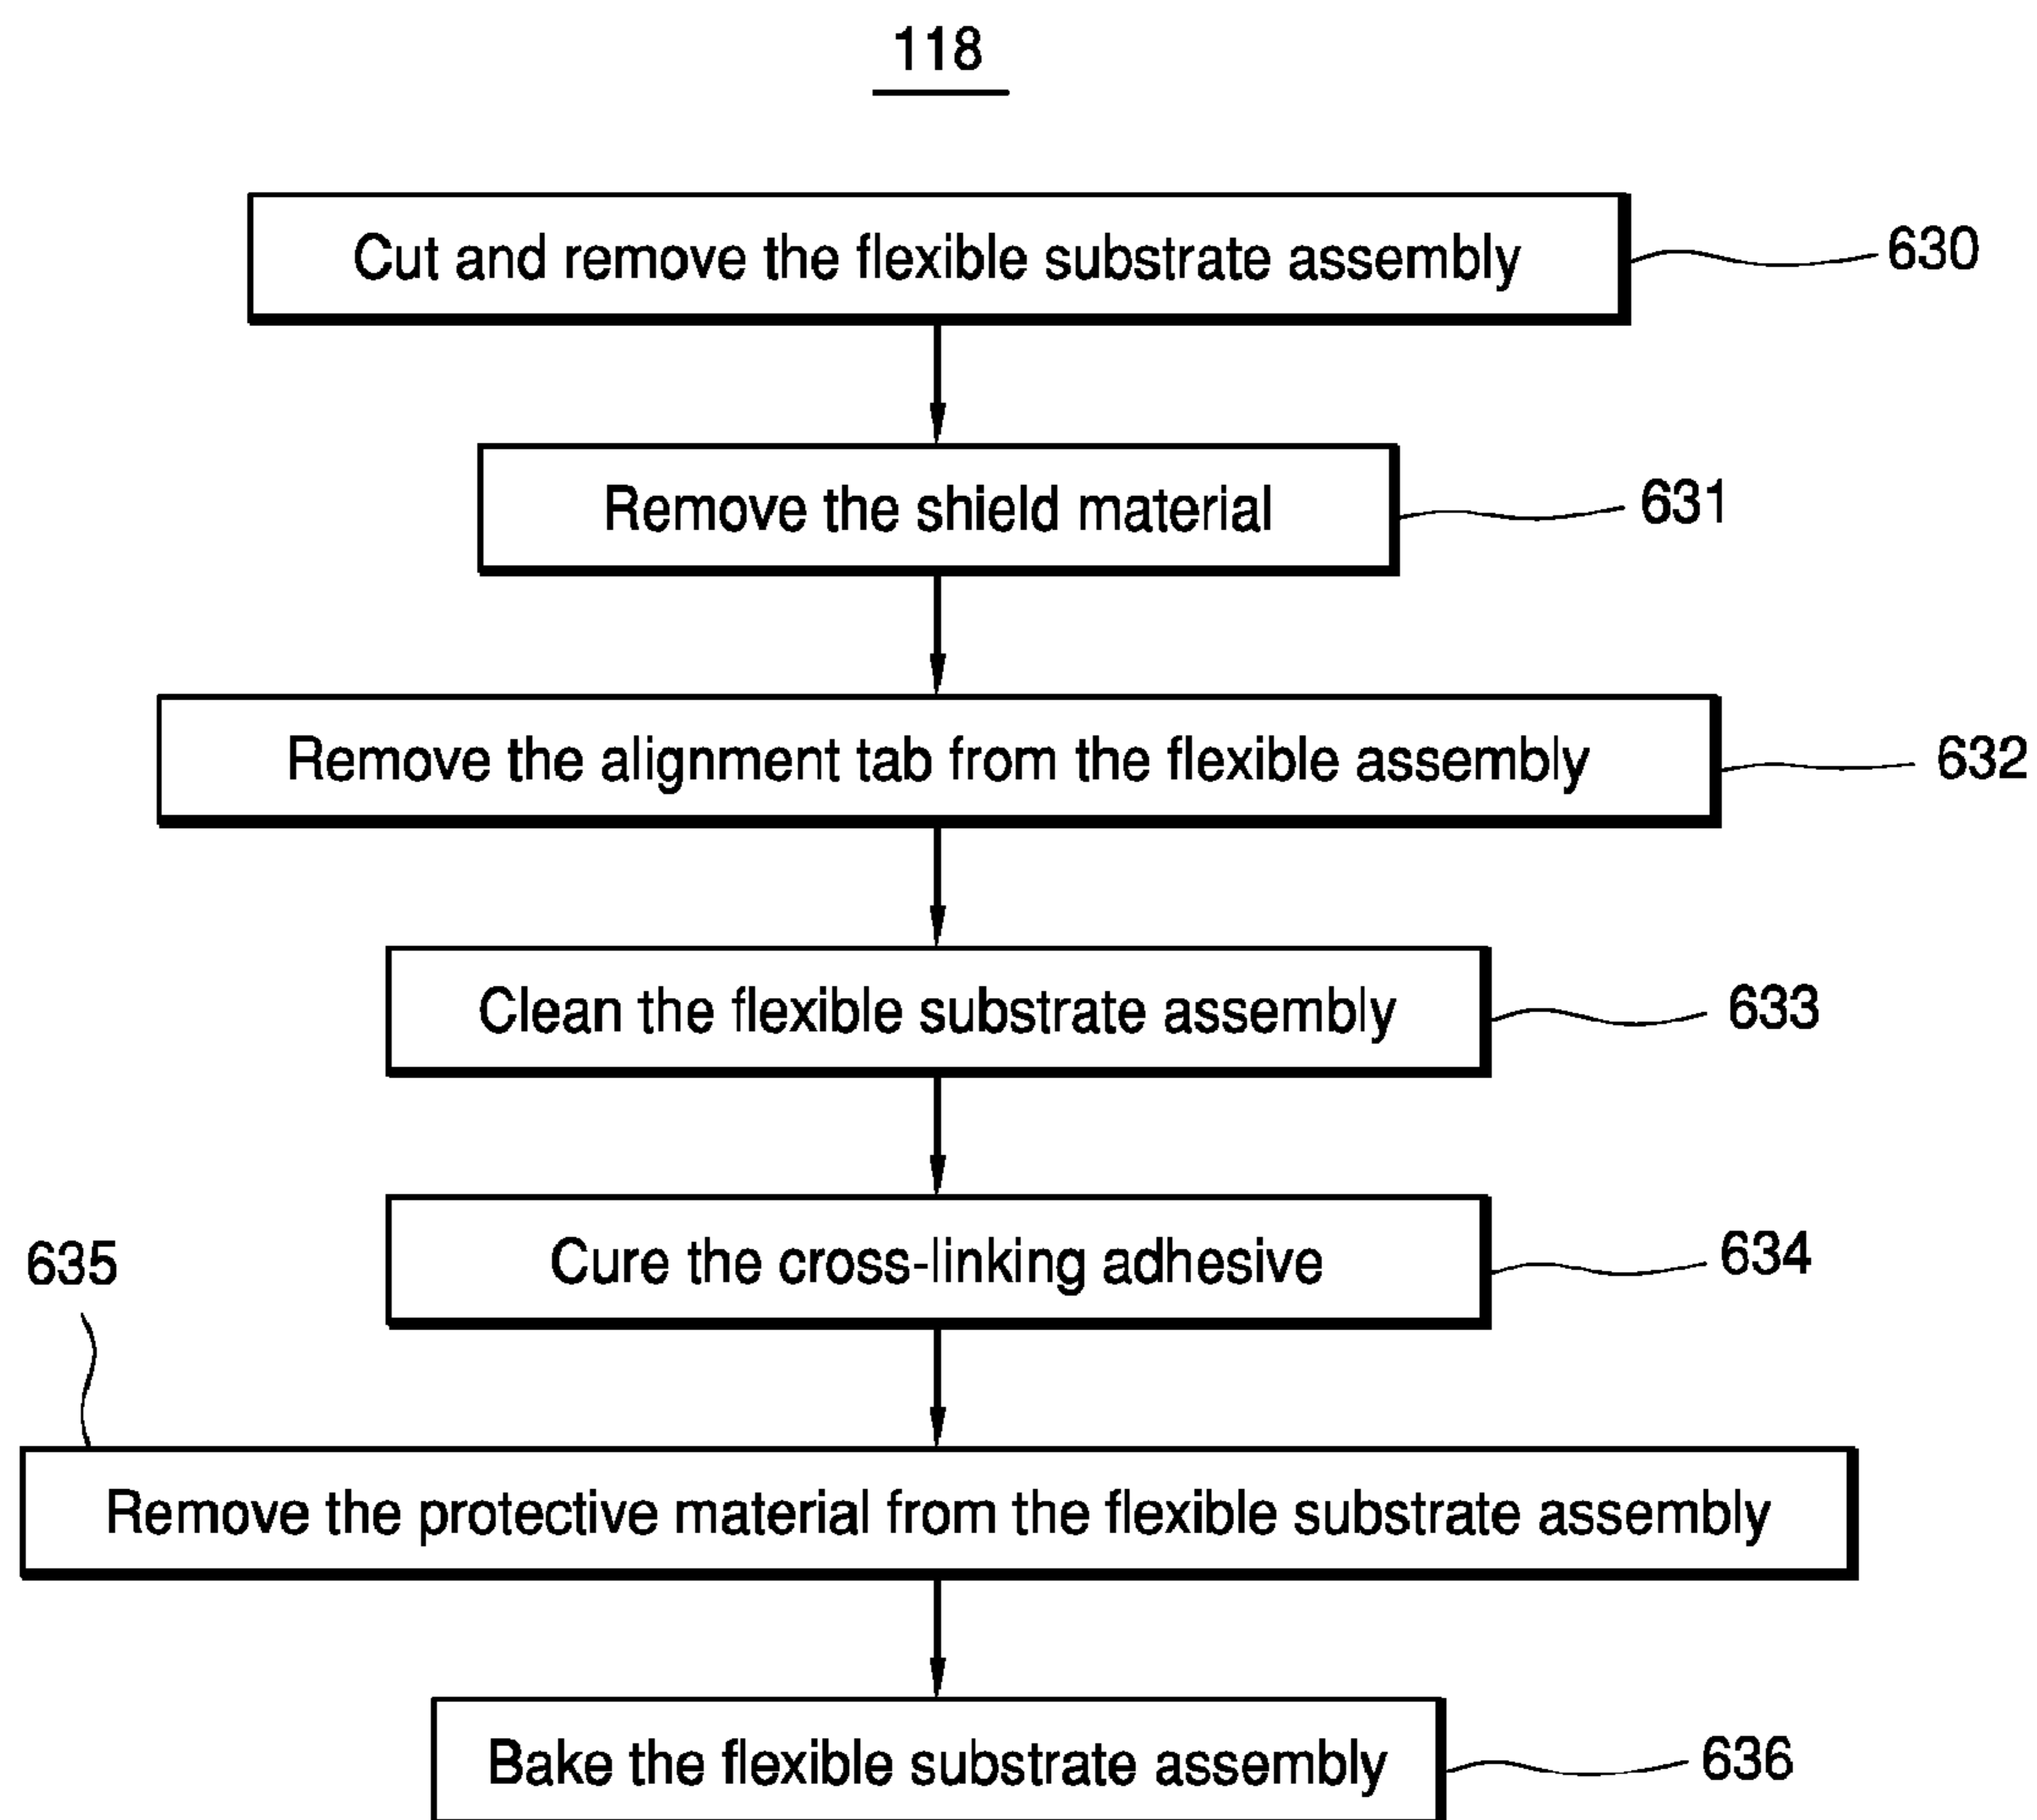 118
Cut and remove the flexible substrate assembly 630
Remove the shield material 631
Remove the alignment tab from the flexible assembly 632
Clean the flexible substrate assembly 633
Cure the cross-linking adhesive 634
635
Remove the protective material from the flexible substrate assembly
Bake the flexible substrate assembly 636